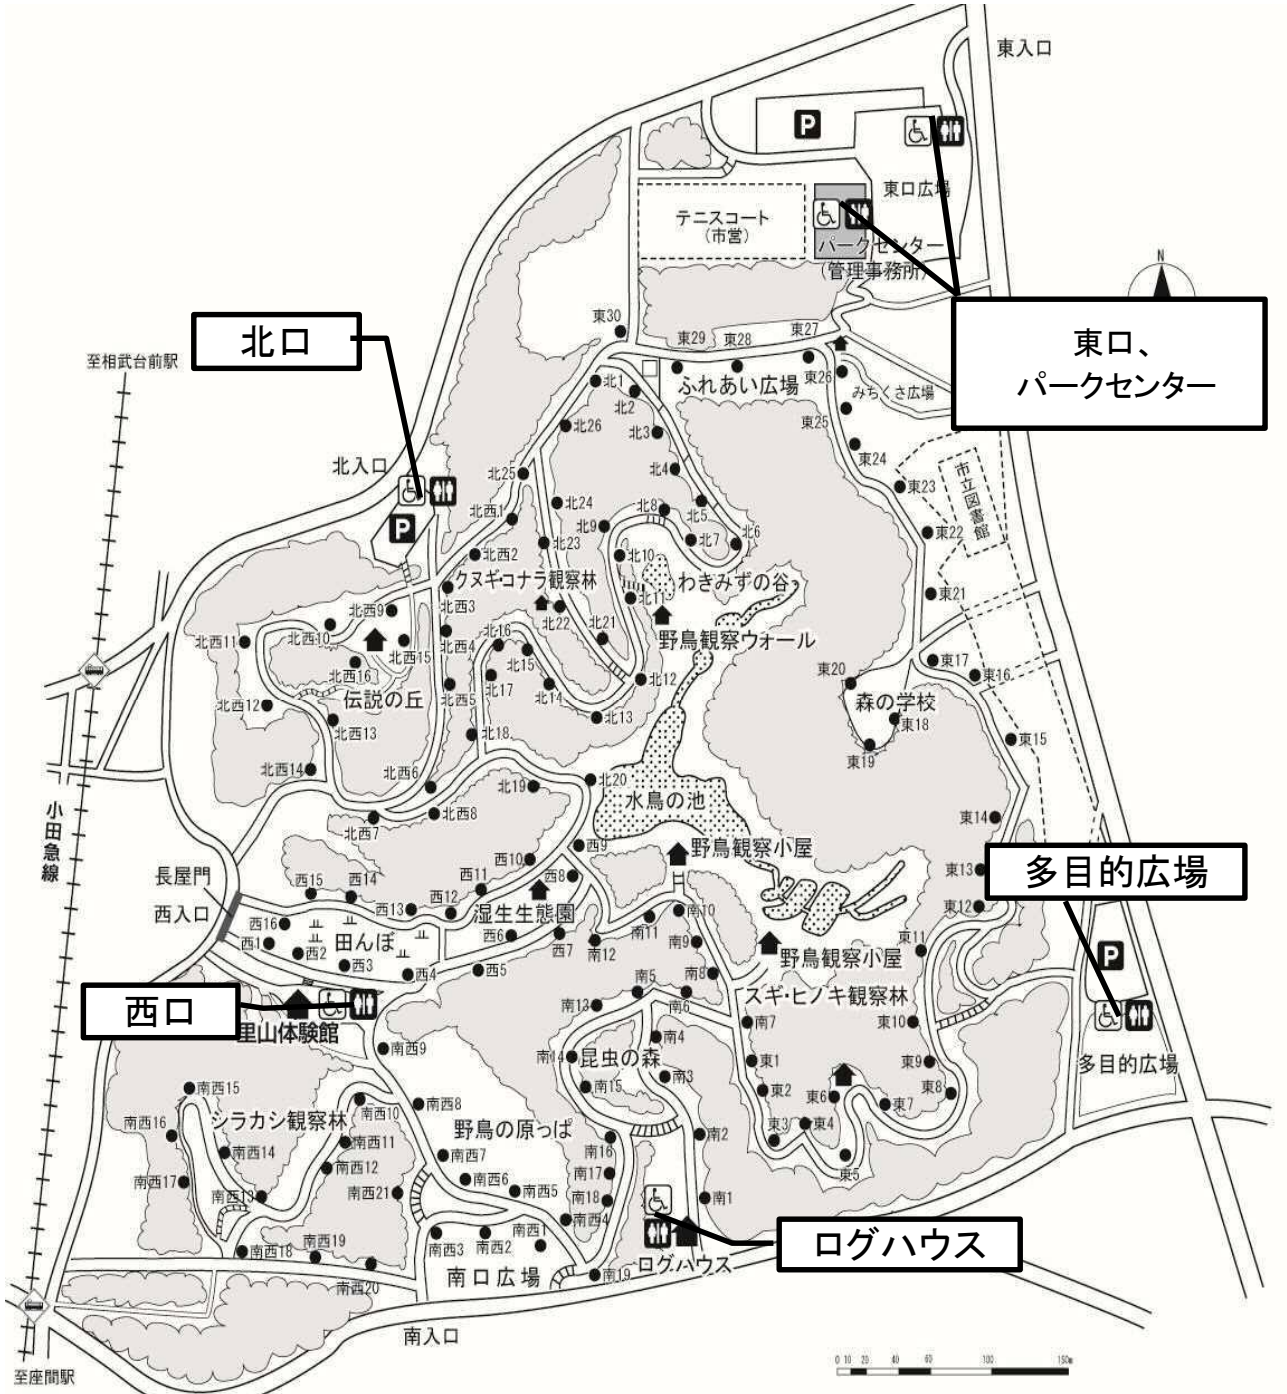 東入口
P
東口広場
テニスコート
(市営)
パークセンター
(管理事務所)
N
東口、
パークセンター
北口
至相武台前駅
東30
東29
東28
東27
東26
みちくさ広場
ふれあい広場
北1
北2
北3
北26
東25
東24
北入口
北25
北4
東23
市立図書館
P
北24
北5
北8
北西1
北9
北6
北7
東22
北西2
北23
北10
クヌギ・コナラ観察林
わきみずの谷
東21
北西3
北11
北西9
北22
北21
野鳥観察ウォール
北西10
北西11
北西4
北16
北西15
北15
東17
北西16
北17
北14
北12
東20
東16
伝説の丘
北西5
森の学校
北西12
北西13
北13
東18
北18
東15
東19
北西14
北西6
北19
北20
水鳥の池
小田急線
北西8
北西7
東14
西9
野鳥観察小屋
西10
多目的広場
東13
長屋門
西15
西14
西11
西8
西12
西入口
西13
湿生生態園
東12
西16
南10
南11
西1
田んぼ
西6
西7
南12
南9
東11
西2
西3
西4
西5
野鳥観察小屋
P
南8
南5
スギ・ヒノキ観察林
西口
南13
南6
里山体験館
南7
東10
南4
南西9
南14
昆虫の森
東1
東9
多目的広場
南3
南西15
南15
東2
東6
東8
南西10
南西8
東7
シラカシ観察林
野鳥の原っぱ
南西16
南西11
南16
南2
東3
東4
南西14
南西7
東5
南西12
南17
南西17
南西6
南西13
南西21
南西5
南18
南1
南西4
南西1
ログハウス
南西18
南西19
南西3
南西2
南口広場
ログハウス
南西20
南19
南入口
至座間駅
0 10 20 40 60 100 150m